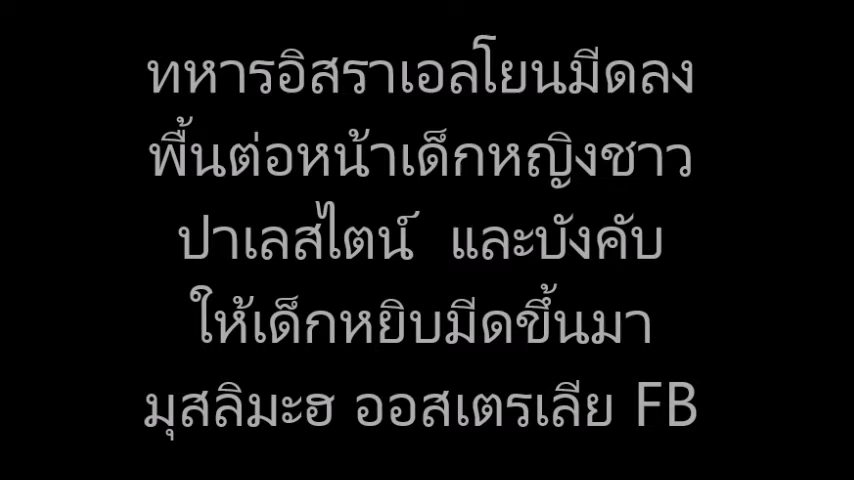 ทหารอิสราเอลโยนมีดลง
พื้นต่อหน้าเด็กหญิงชาว
ปาเลสไตน์ และบังคับ
ให้เด็กหยิบมีดขึ้นมา
มุสลิมะฮ ออสเตรเลีย FB